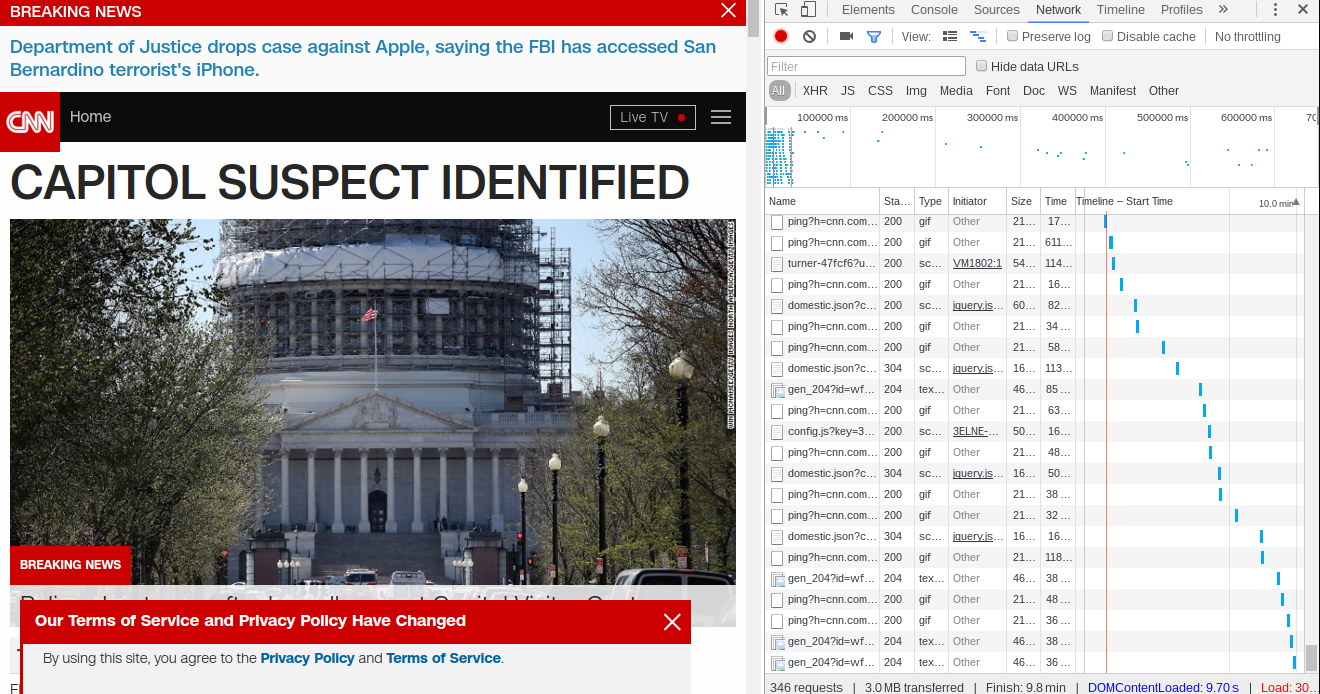 BREAKING NEWS
Department of Justice drops case against Apple, saying the FBI has accessed San
Bernardino terrorist's iPhone.
CNN
Home
Live TV
CAPITOL SUSPECT IDENTIFIED
BREAKING NEWS
Our Terms of Service and Privacy Policy Have Changed
By using this site, you agree to the Privacy Policy and Terms of Service.
Elements Console Sources Network Timeline Profiles »
View: Preserve log Disable cache No throttling
Filter Hide data URLs
All XHR JS CSS Img Media Font Doc WS Manifest Other
100000 ms 200000 ms 300000 ms 400000 ms 500000 ms 600000 ms 70
Name Sta… Type Initiator Size Time Timeline – Start Time 10.0 min
ping?h=cnn.com… 200 gif Other 21… 17…
ping?h=cnn.com… 200 gif Other 21… 611…
turner-47fcf6?u… 200 sc… VM1802:1 54… 114…
ping?h=cnn.com… 200 gif Other 21… 16…
domestic.json?c… 200 sc… jquery.js… 60… 82…
ping?h=cnn.com… 200 gif Other 21… 34 …
ping?h=cnn.com… 200 gif Other 21… 58…
domestic.json?c… 304 sc… jquery.js… 16… 113…
gen_204?id=wf… 204 tex… Other 46… 85 …
ping?h=cnn.com… 200 gif Other 21… 63…
config.js?key=3… 200 sc… 3ELNE-… 50… 16…
ping?h=cnn.com… 200 gif Other 21… 48…
domestic.json?c… 304 sc… jquery.js… 16… 50…
ping?h=cnn.com… 200 gif Other 21… 38 …
ping?h=cnn.com… 200 gif Other 21… 32 …
domestic.json?c… 304 sc… jquery.js… 16… 16…
ping?h=cnn.com… 200 gif Other 21… 118…
gen_204?id=wf… 204 tex… Other 46… 38 …
ping?h=cnn.com… 200 gif Other 21… 48 …
ping?h=cnn.com… 200 gif Other 21… 36 …
gen_204?id=wf… 204 tex… Other 46… 38 …
gen_204?id=wf… 204 tex… Other 46… 36 …
346 requests | 3.0 MB transferred | Finish: 9.8 min | DOMContentLoaded: 9.70 s | Load: 30…